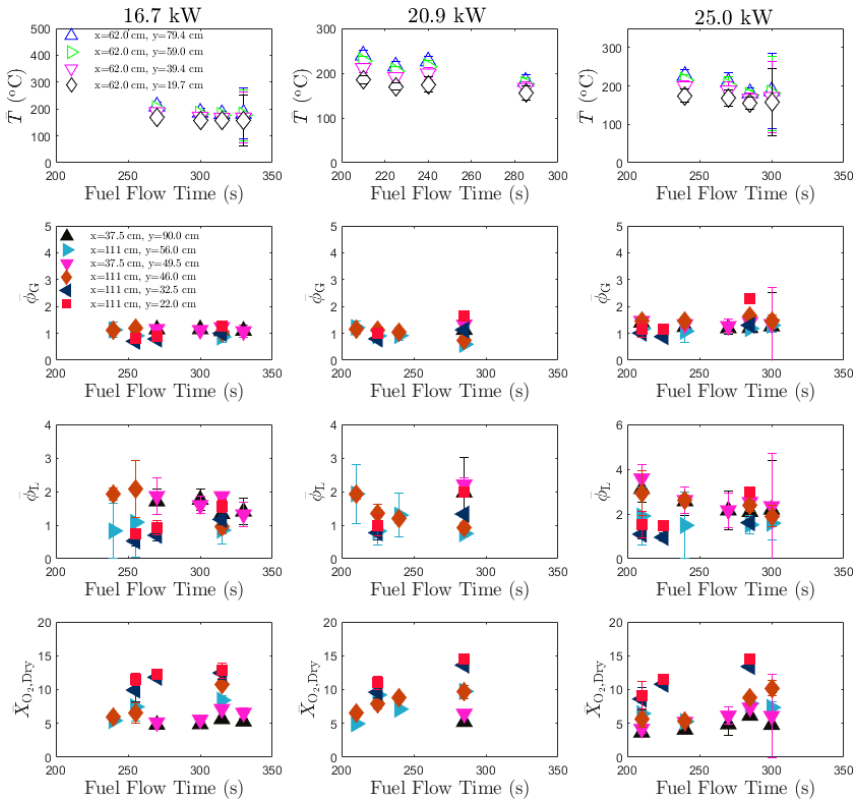 16.7 kW 20.9 kW 25.0 kW
T̄ (°C)
500
400
300
200
100
0
x=62.0 cm, y=79.4 cm
x=62.0 cm, y=59.0 cm
x=62.0 cm, y=39.4 cm
x=62.0 cm, y=19.7 cm
200 250 300 350
Fuel Flow Time (s)
T̄ (°C)
300
200
100
0
200 220 240 260 280 300
Fuel Flow Time (s)
T̄ (°C)
400
300
200
100
0
200 250 300 350
Fuel Flow Time (s)
ϕ̄G
5
4
3
2
1
0
x=37.5 cm, y=90.0 cm
x=111 cm, y=56.0 cm
x=37.5 cm, y=49.5 cm
x=111 cm, y=46.0 cm
x=111 cm, y=32.5 cm
x=111 cm, y=22.0 cm
200 250 300 350
Fuel Flow Time (s)
ϕ̄G
5
4
3
2
1
0
200 250 300 350
Fuel Flow Time (s)
ϕ̄G
5
4
3
2
1
0
200 250 300 350
Fuel Flow Time (s)
ϕ̄L
4
3
2
1
0
200 250 300 350
Fuel Flow Time (s)
ϕ̄L
4
3
2
1
0
200 250 300 350
Fuel Flow Time (s)
ϕ̄L
6
4
2
0
200 250 300 350
Fuel Flow Time (s)
X̄O2,Dry
20
15
10
5
0
200 250 300 350
Fuel Flow Time (s)
X̄O2,Dry
20
15
10
5
0
200 250 300 350
Fuel Flow Time (s)
X̄O2,Dry
20
15
10
5
0
200 250 300 350
Fuel Flow Time (s)